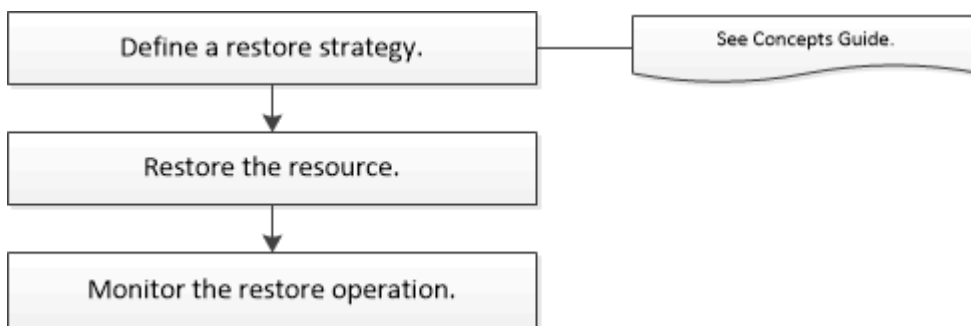 Define a restore strategy.
See Concepts Guide.
Restore the resource.
Monitor the restore operation.